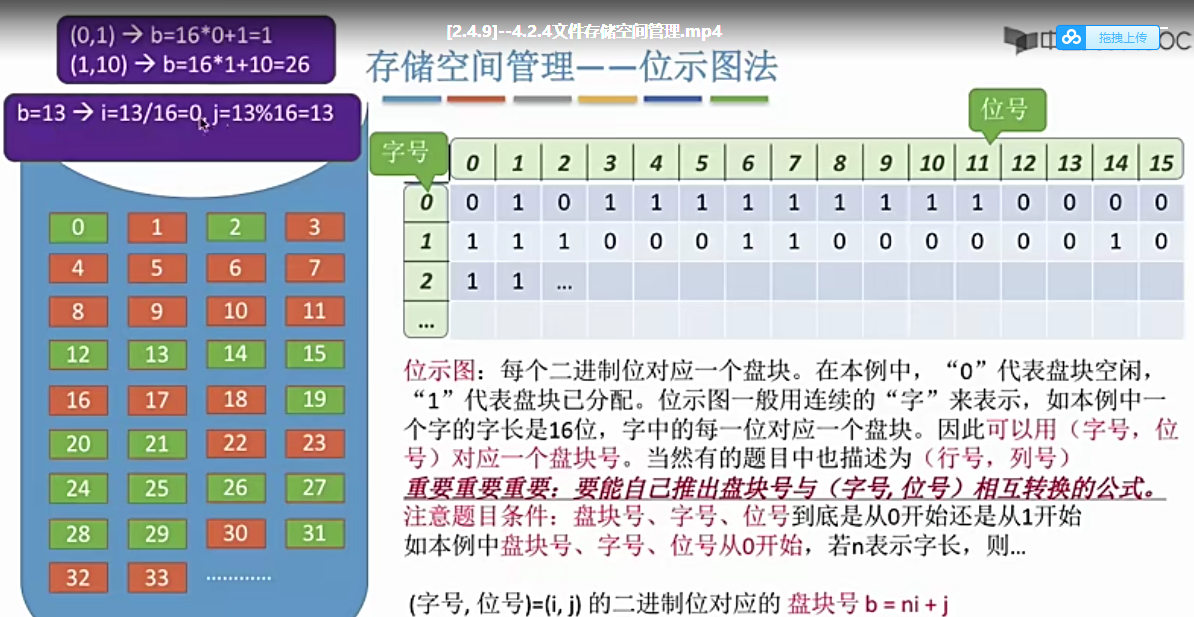 [2.4.9]--4.2.4文件存储空间管理.mp4
拖拽上传
(0,1) → b=16*0+1=1
(1,10) → b=16*1+10=26
存储空间管理——位示图法
b=13 → i=13/16=0, j=13%16=13
位号
字号
0 1 2 3 4 5 6 7 8 9 10 11 12 13 14 15
0 0 1 0 1 1 1 1 1 1 1 1 1 0 0 0 0
1 1 1 1 0 0 0 1 1 0 0 0 0 0 0 1 0
2 1 1 ...
...
0 1 2 3
4 5 6 7
8 9 10 11
12 13 14 15
16 17 18 19
20 21 22 23
24 25 26 27
28 29 30 31
32 33 ............
位示图：每个二进制位对应一个盘块。在本例中，“0”代表盘块空闲，
“1”代表盘块已分配。位示图一般用连续的“字”来表示，如本例中一
个字的字长是16位，字中的每一位对应一个盘块。因此可以用（字号，位
号）对应一个盘块号。当然有的题目中也描述为（行号，列号）
重要重要重要：要能自己推出盘块号与（字号, 位号）相互转换的公式。
注意题目条件：盘块号、字号、位号到底是从0开始还是从1开始
如本例中盘块号、字号、位号从0开始，若n表示字长，则...
(字号, 位号)=(i, j) 的二进制位对应的 盘块号 b = ni + j